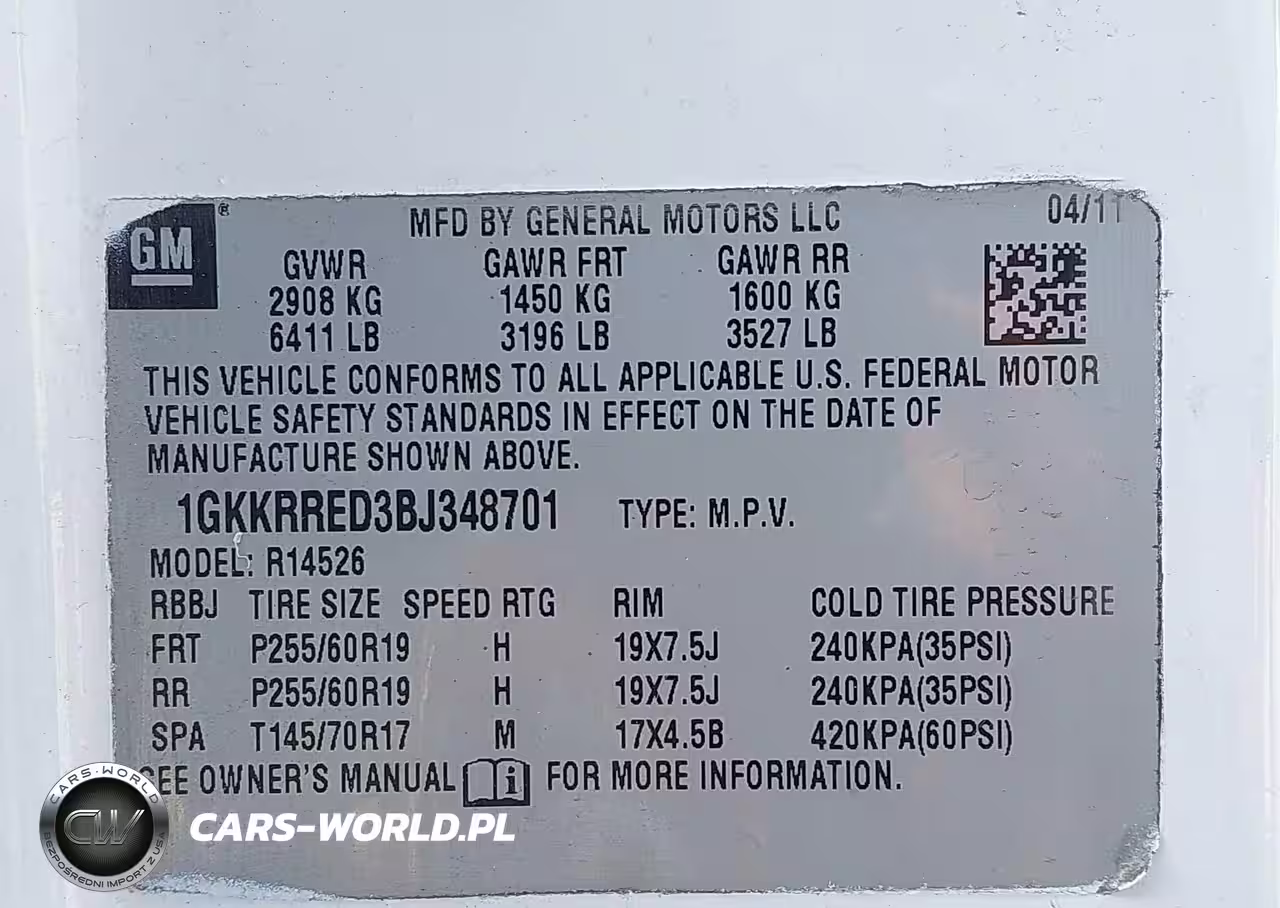 GM ®
MFD BY GENERAL MOTORS LLC 04/11
GVWR GAWR FRT GAWR RR
2908 KG 1450 KG 1600 KG
6411 LB 3196 LB 3527 LB
THIS VEHICLE CONFORMS TO ALL APPLICABLE U.S. FEDERAL MOTOR
VEHICLE SAFETY STANDARDS IN EFFECT ON THE DATE OF
MANUFACTURE SHOWN ABOVE.
1GKKRRED3BJ348701 TYPE: M.P.V.
MODEL: R14526
RBBJ TIRE SIZE SPEED RTG RIM COLD TIRE PRESSURE
FRT P255/60R19 H 19X7.5J 240KPA(35PSI)
RR P255/60R19 H 19X7.5J 240KPA(35PSI)
SPA T145/70R17 M 17X4.5B 420KPA(60PSI)
SEE OWNER'S MANUAL i FOR MORE INFORMATION.
CARS-WORLD
CW
BEZPOŚREDNI IMPORT Z USA
CARS-WORLD.PL